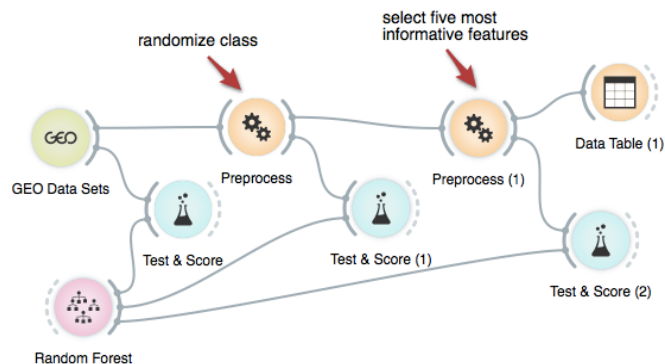 select five most
informative features
randomize class
GEO
GEO Data Sets
Preprocess
Preprocess (1)
Data Table (1)
Test & Score
Test & Score (1)
Test & Score (2)
Random Forest